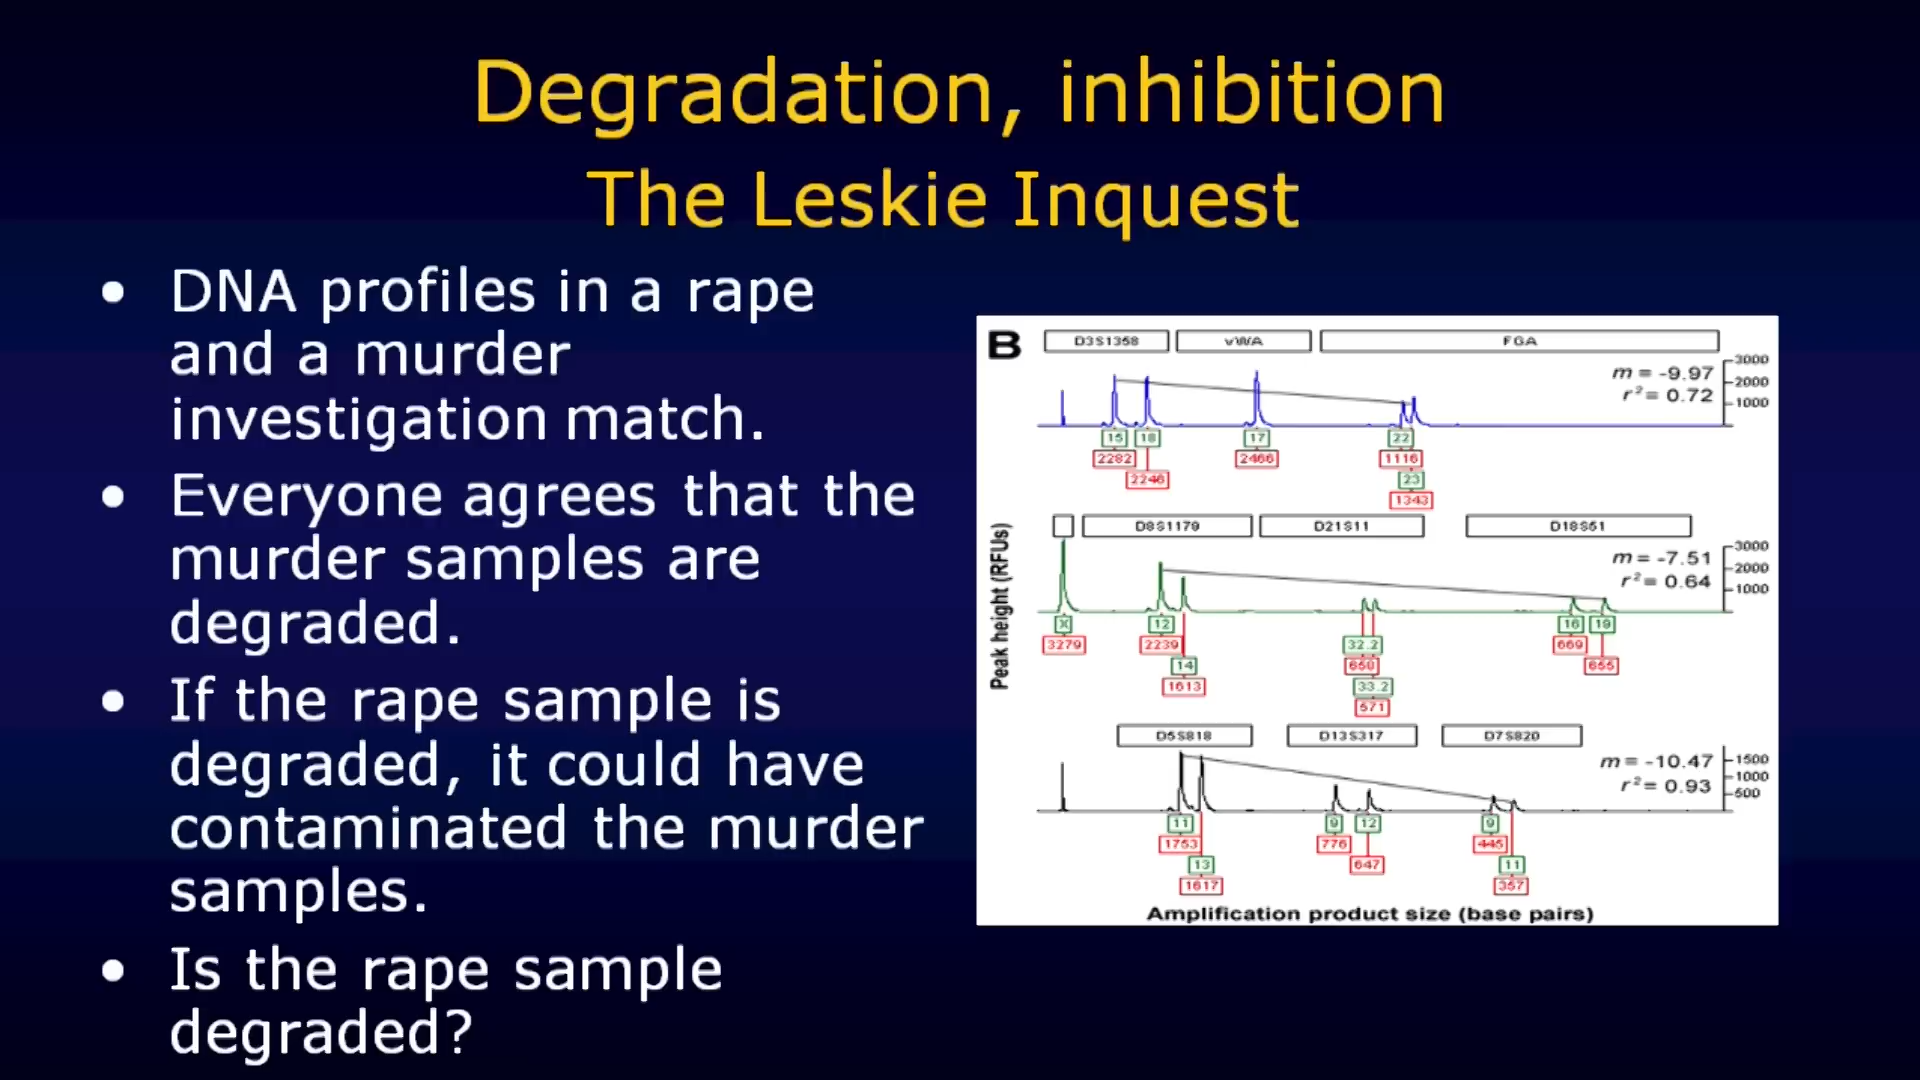 Degradation, inhibition
The Leskie Inquest
• DNA profiles in a rape
and a murder
investigation match.
• Everyone agrees that the
murder samples are
degraded.
• If the rape sample is
degraded, it could have
contaminated the murder
samples.
• Is the rape sample
degraded?
B
D3S1358 vWA FGA
m = -9.97
r²= 0.72
3000
2000
1000
15 18 17 22
2282 2466 1116
2246 23
1343
D8S1179 D21S11 D18S51
m = -7.51
r²= 0.64
3000
2000
1000
X 12 32.2 16 19
3279 2239 650 669
14 33.2 655
1613 571
D5S818 D13S317 D7S820
m = -10.47
r²= 0.93
1500
1000
500
11 9 12 9
1753 776 445
13 647 11
1617 357
Peak height (RFUs)
Amplification product size (base pairs)